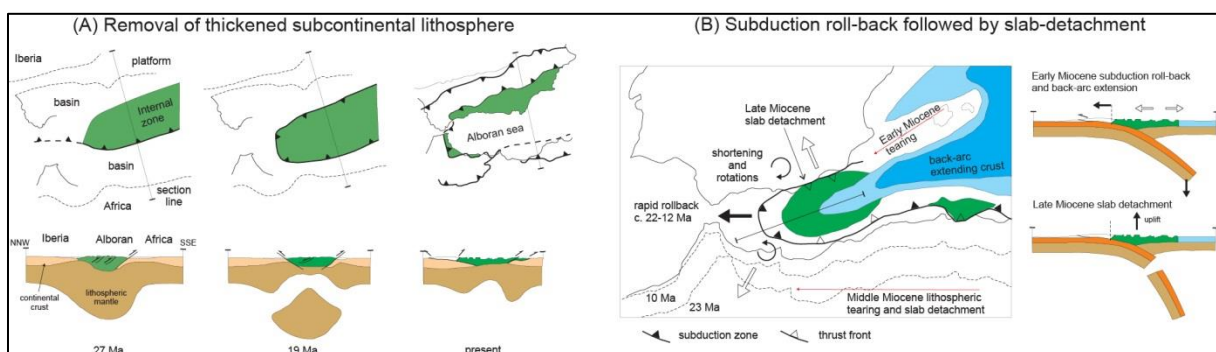 (A) Removal of thickened subcontinental lithosphere
Iberia
platform
basin
Internal
zone
basin
Africa
section
line
Alboran sea
NNW
Iberia
Alboran
Africa
SSE
continental
crust
lithospheric
mantle
27 Ma
19 Ma
present
(B) Subduction roll-back followed by slab-detachment
Late Miocene
slab detachment
Early Miocene
tearing
shortening
and
rotations
back-arc
extending crust
rapid rollback
c. 22-12 Ma
10 Ma
23 Ma
Middle Miocene lithospheric
tearing and slab detachment
subduction zone
thrust front
Early Miocene subduction roll-back
and back-arc extension
Late Miocene slab detachment
uplift